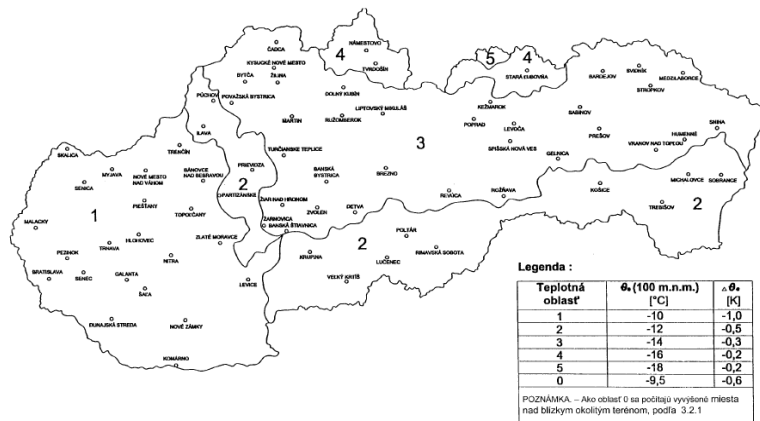 ČADCA
4
NÁMESTOVO
TVRDOŠÍN
KYSUCKÉ NOVÉ MESTO
BYTČA
ŽILINA
5
4
STARÁ ĽUBOVŇA
BARDEJOV
SVIDNÍK
MEDZILABORCE
STROPKOV
PÚCHOV
POVAŽSKÁ BYSTRICA
DOLNÝ KUBÍN
LIPTOVSKÝ MIKULÁŠ
KEŽMAROK
SABINOV
MARTIN
RUŽOMBEROK
POPRAD
LEVOČA
PREŠOV
SNINA
HUMENNÉ
ILAVA
3
SPIŠSKÁ NOVÁ VES
VRANOV NAD TOPĽOU
SKALICA
TRENČÍN
TURČIANSKE TEPLICE
GELNICA
MYJAVA
NOVÉ MESTO
NAD VÁHOM
BÁNOVCE
NAD BEBRAVOU
PRIEVIDZA
BANSKÁ
BYSTRICA
BREZNO
MICHALOVCE
SOBRANCE
SENICA
2
PARTIZÁNSKE
REVÚCA
ROŽŇAVA
KOŠICE
1
PIEŠŤANY
TOPOĽČANY
ŽIAR NAD HRONOM
ZVOLEN
DETVA
TREBIŠOV
2
MALACKY
ŽARNOVICA
BANSKÁ ŠTIAVNICA
HLOHOVEC
ZLATÉ MORAVCE
POLTÁR
TRNAVA
2
RIMAVSKÁ SOBOTA
PEZINOK
NITRA
KRUPINA
LUČENEC
BRATISLAVA
SENEC
GALANTA
ŠAĽA
LEVICE
VEĽKÝ KRTÍŠ
DUNAJSKÁ STREDA
NOVÉ ZÁMKY
KOMÁRNO
Legenda :
Teplotná oblasť θe (100 m.n.m.) [°C] △θe [K]
1 -10 -1,0
2 -12 -0,5
3 -14 -0,3
4 -16 -0,2
5 -18 -0,2
0 -9,5 -0,6
POZNÁMKA. – Ako oblasť 0 sa počítajú vyvýšené miesta
nad blízkym okolitým terénom, podľa 3.2.1